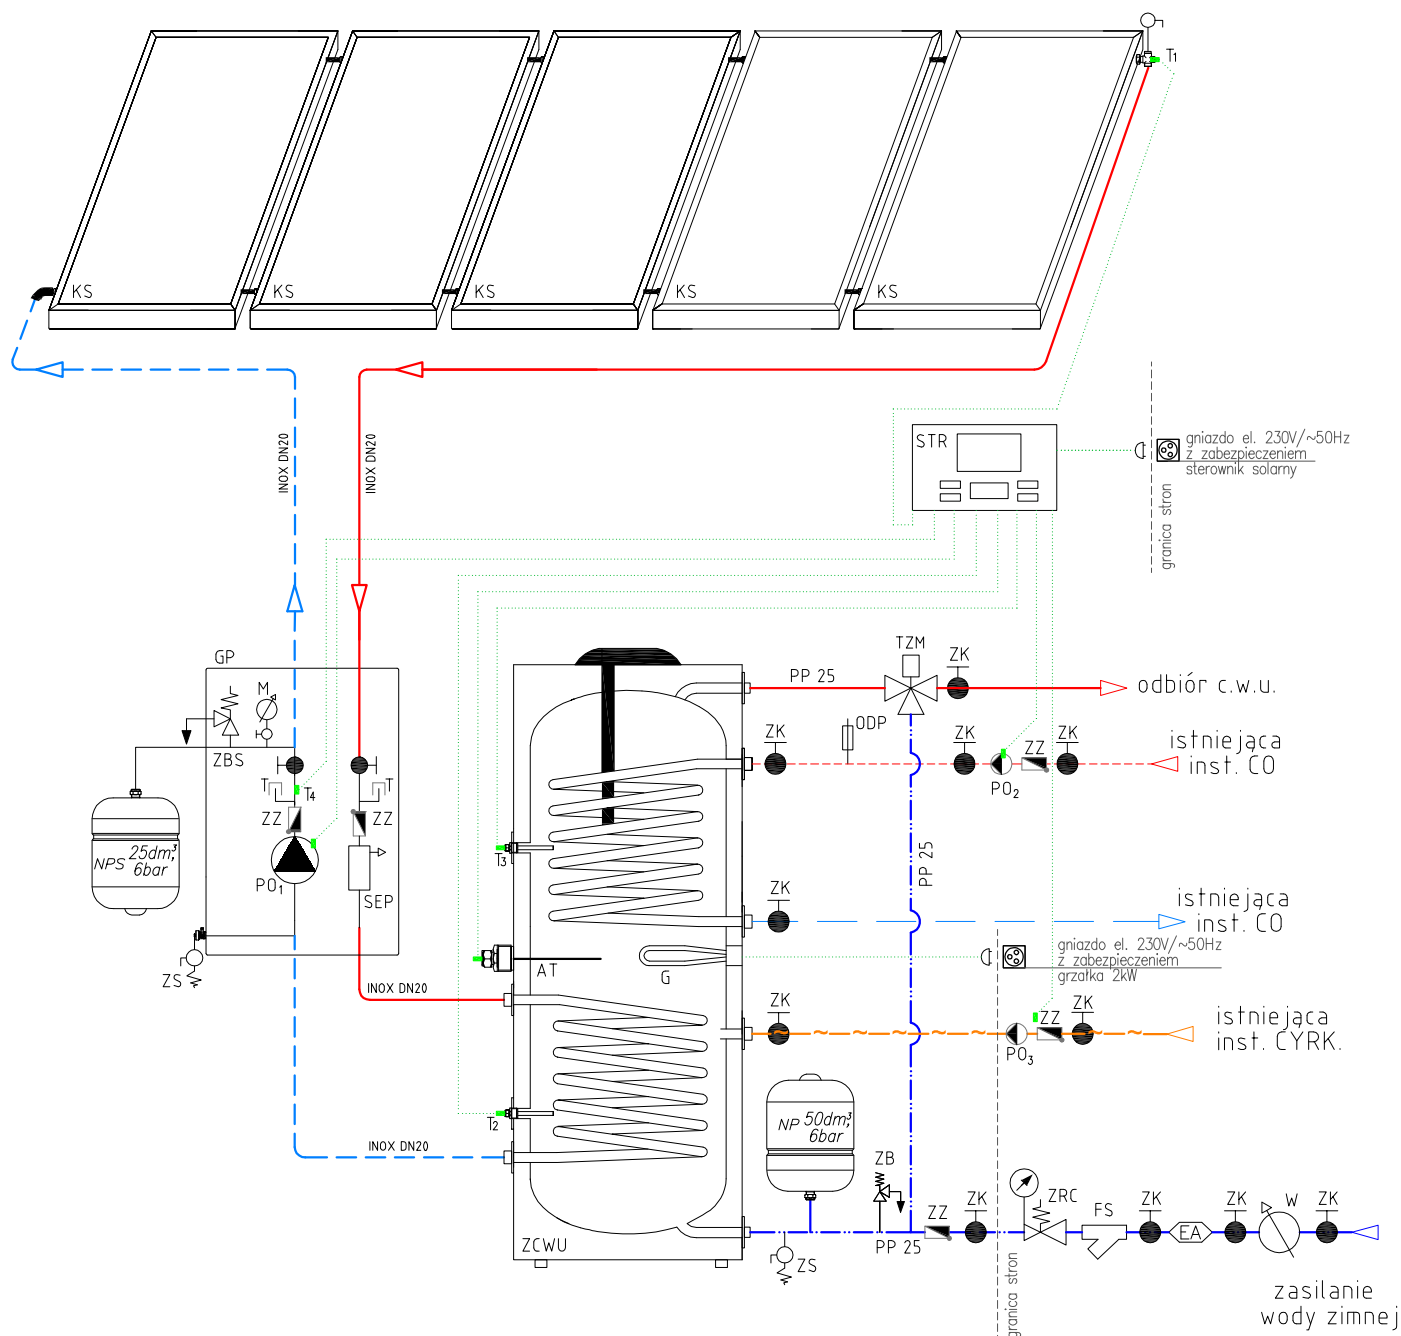 T1
KS
KS
KS
KS
KS
STR
gniazdo el. 230V/~50Hz
z zabezpieczeniem
sterownik solarny
granica stron
INOX DN20
INOX DN20
GP
M
ZBS
T
T4
T
ZZ
ZZ
PO1
SEP
NPS 25dm³,
6bar
ZS
INOX DN20
INOX DN20
TZM
ZK
PP 25
odbiór c.w.u.
ZK
ODP
ZK
PO2
ZZ
ZK
istniejąca
inst. CO
T3
PP 25
ZK
istniejąca
inst. CO
AT
G
gniazdo el. 230V/~50Hz
z zabezpieczeniem
grzałka 2kW
ZK
PO3
ZZ
ZK
istniejąca
inst. CYRK.
T2
NP 50dm³,
6bar
ZB
ZCWU
ZS
PP 25
ZZ
ZK
granica stron
ZRC
FS
ZK
EA
ZK
W
ZK
zasilanie
wody zimnej